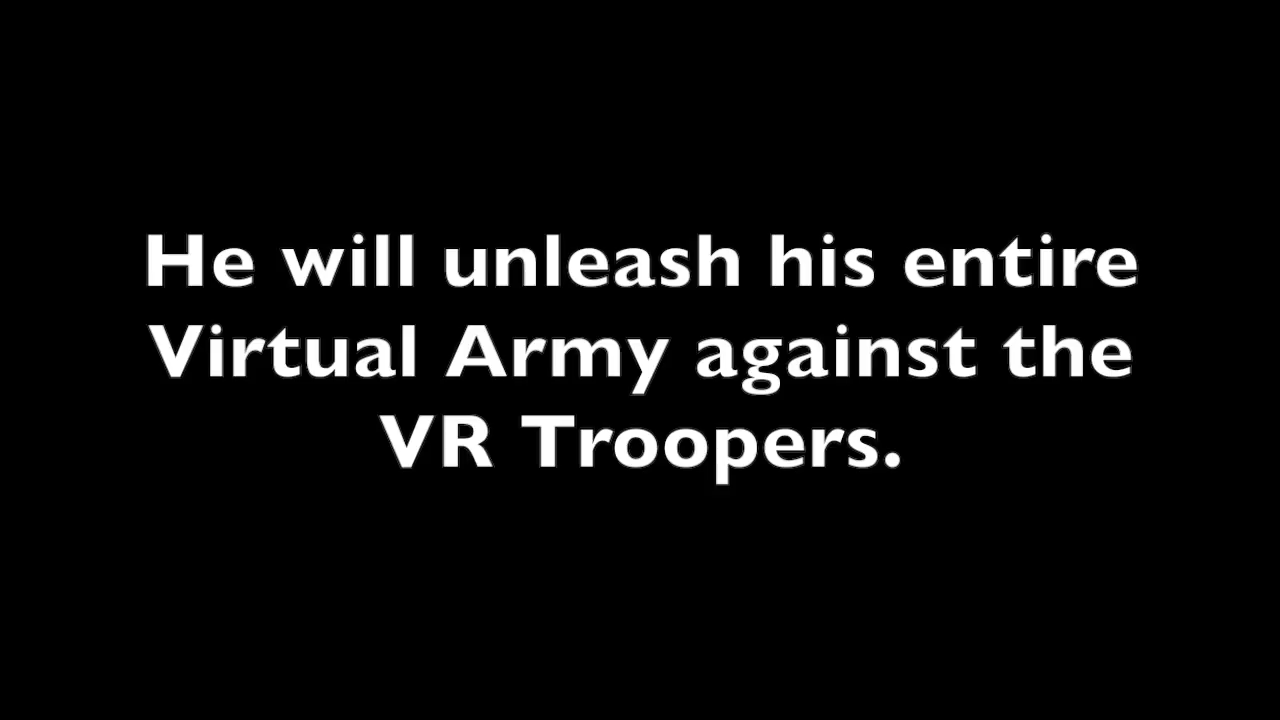 He will unleash his entire
Virtual Army against the
VR Troopers.